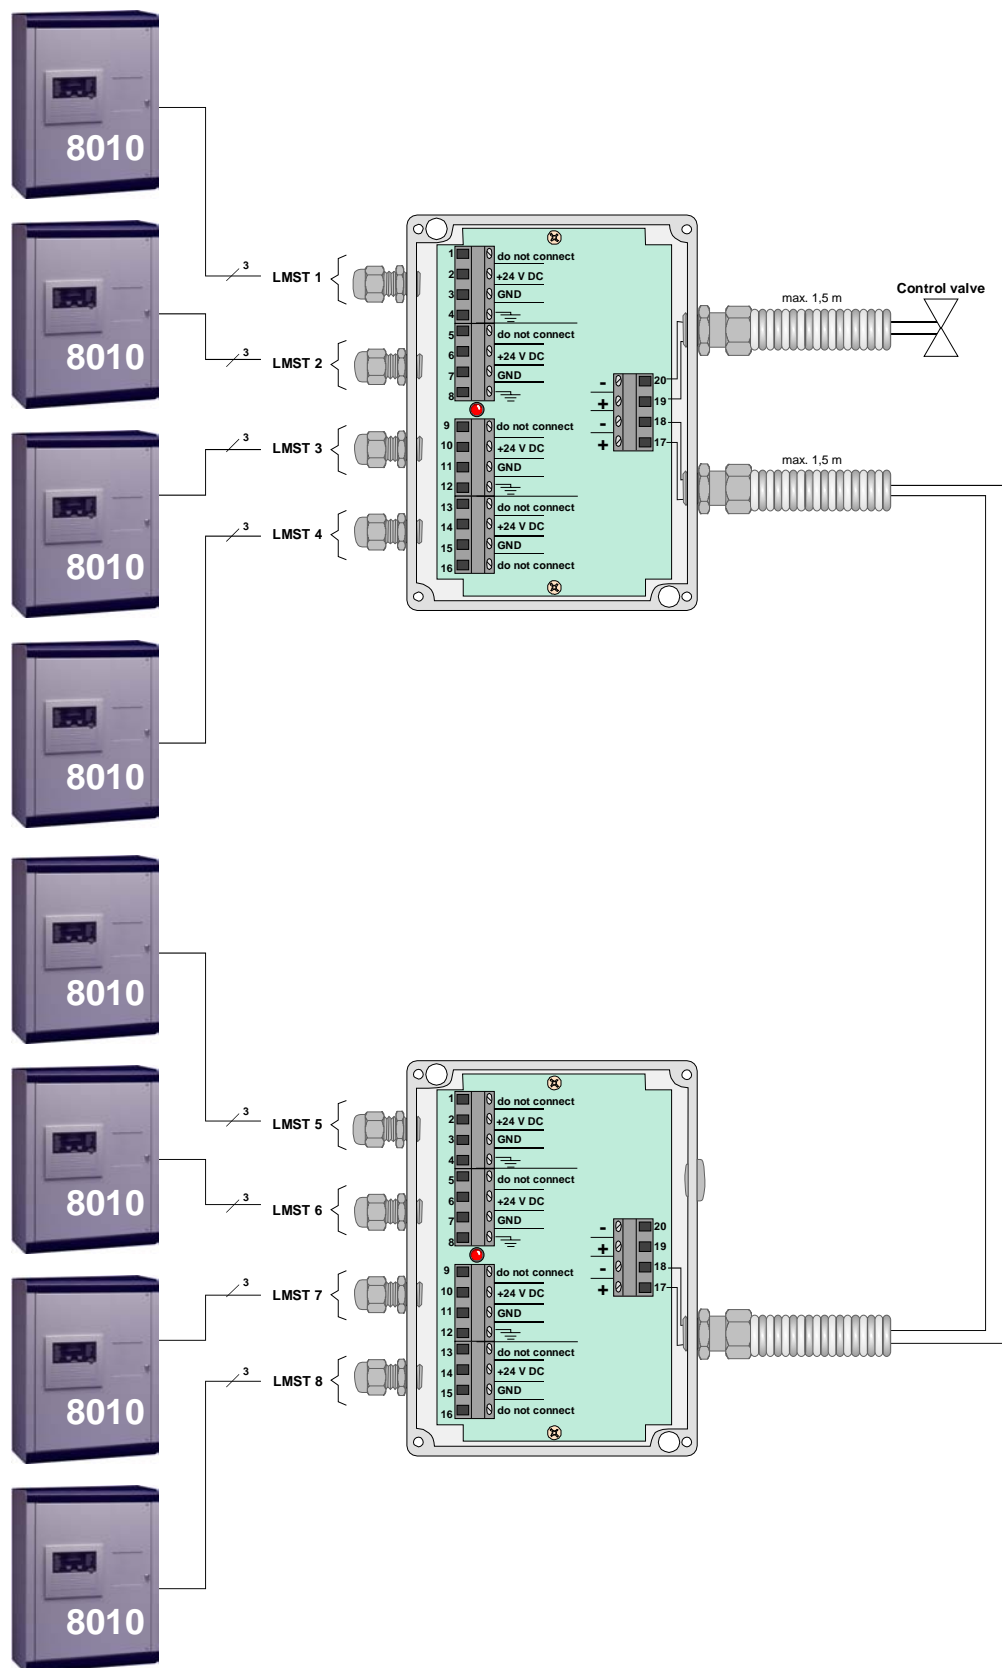 8010
8010
8010
8010
8010
8010
8010
8010
3
LMST 1
3
LMST 2
3
LMST 3
3
LMST 4
1
do not connect
2
+24 V DC
3
GND
4
5
do not connect
6
+24 V DC
7
GND
8
9
do not connect
10
+24 V DC
11
GND
12
13
do not connect
14
+24 V DC
15
GND
16
do not connect
- 20
+ 19
- 18
+ 17
max. 1,5 m
Control valve
max. 1,5 m
3
LMST 5
3
LMST 6
3
LMST 7
3
LMST 8
1
do not connect
2
+24 V DC
3
GND
4
5
do not connect
6
+24 V DC
7
GND
8
9
do not connect
10
+24 V DC
11
GND
12
13
do not connect
14
+24 V DC
15
GND
16
do not connect
- 20
+ 19
- 18
+ 17